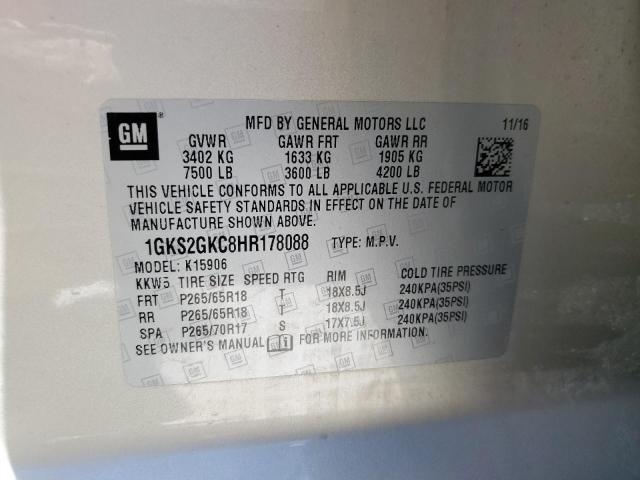 GM
MFD BY GENERAL MOTORS LLC 11/16
GVWR GAWR FRT GAWR RR
3402 KG 1633 KG 1905 KG
7500 LB 3600 LB 4200 LB
THIS VEHICLE CONFORMS TO ALL APPLICABLE U.S. FEDERAL MOTOR
VEHICLE SAFETY STANDARDS IN EFFECT ON THE DATE OF
MANUFACTURE SHOWN ABOVE.
1GKS2GKC8HR178088 TYPE: M.P.V.
MODEL: K15906
KKW5 TIRE SIZE SPEED RTG RIM COLD TIRE PRESSURE
FRT P265/65R18 T 18X8.5J 240KPA(35PSI)
RR P265/65R18 T 18X8.5J 240KPA(35PSI)
SPA P265/70R17 S 17X7.5J 240KPA(35PSI)
SEE OWNER'S MANUAL FOR MORE INFORMATION.